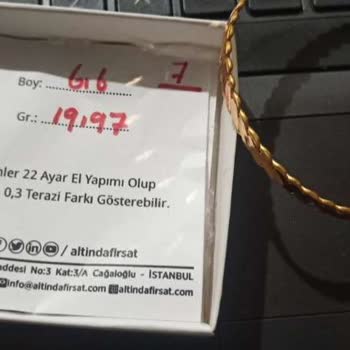 Boy: 6,6 7
Gr.: 19,97
nler 22 Ayar El Yapımı Olup
0,3 Terazi Farkı Gösterebilir.
/ altindafirsat
addesi No:3 Kat:3/A Cağaloğlu - İSTANBUL
info@altindafirsat.com altindafirsat.com